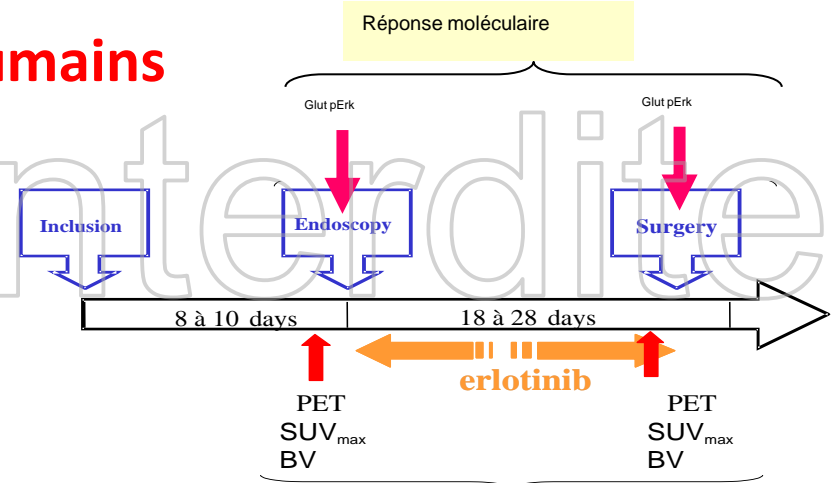 Réponse moléculaire
umains
Glut pErk
Glut pErk
nterdite
Inclusion
Endoscopy
Surgery
8 à 10 days
18 à 28 days
erlotinib
PET
SUVmax
BV
PET
SUVmax
BV